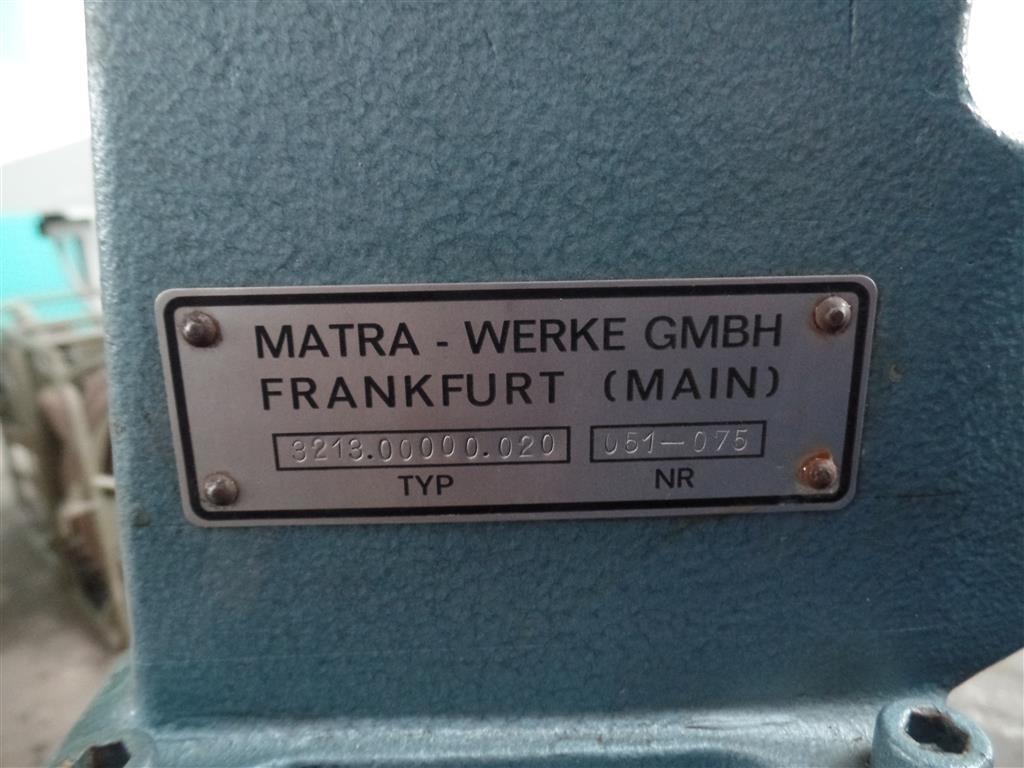 MATRA - WERKE GMBH
FRANKFURT (MAIN)
3213.00000.020 051-075
TYP NR